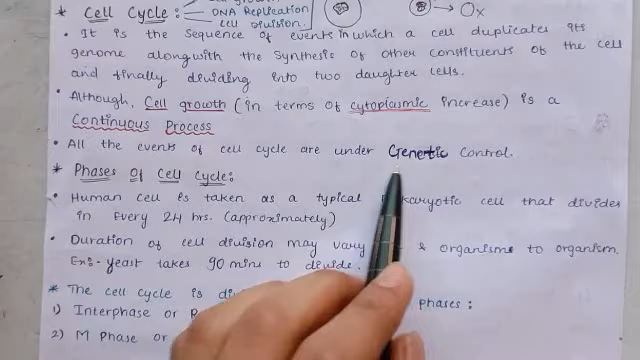 * Cell Cycle:
DNA Replication
Cell Division.
Ox
• It is the sequence of events in which a cell duplicates its
genome alongwith the synthesis of other constituents of the cell
and finally dividing into two daughter cells.
• Although, Cell growth (in terms of cytoplasmic increase) is a
Continuous Process
• All the events of cell cycle are under Genetic Control.
* Phases Of Cell Cycle:
• Human cell is taken as a typical karyotic cell that divides
in Every 24 hrs. (approximately)
• Duration of cell division may vary & organisms to organism.
Ex:- yeast takes 90 mins to divide.
* The cell cycle is di phases:
1) Interphase or R
2) M Phase or